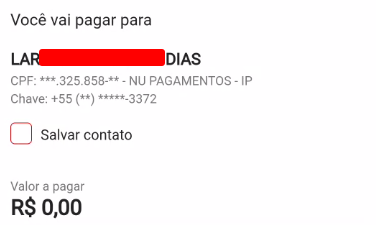 Você vai pagar para
LAR DIAS
CPF: ***.325.858-** - NU PAGAMENTOS - IP
Chave: +55 (**) *****-3372
Salvar contato
Valor a pagar
R$ 0,00